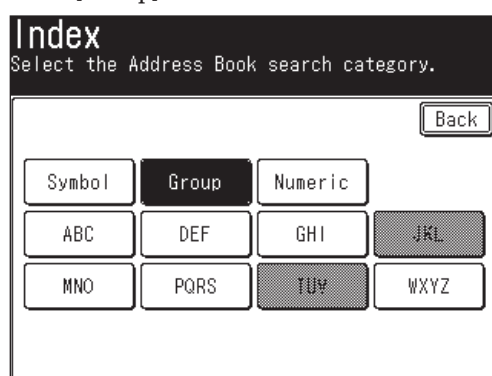 Index
Select the Address Book search category.
Back
Symbol Group Numeric
ABC DEF GHI JKL
MNO PQRS TUV WXYZ